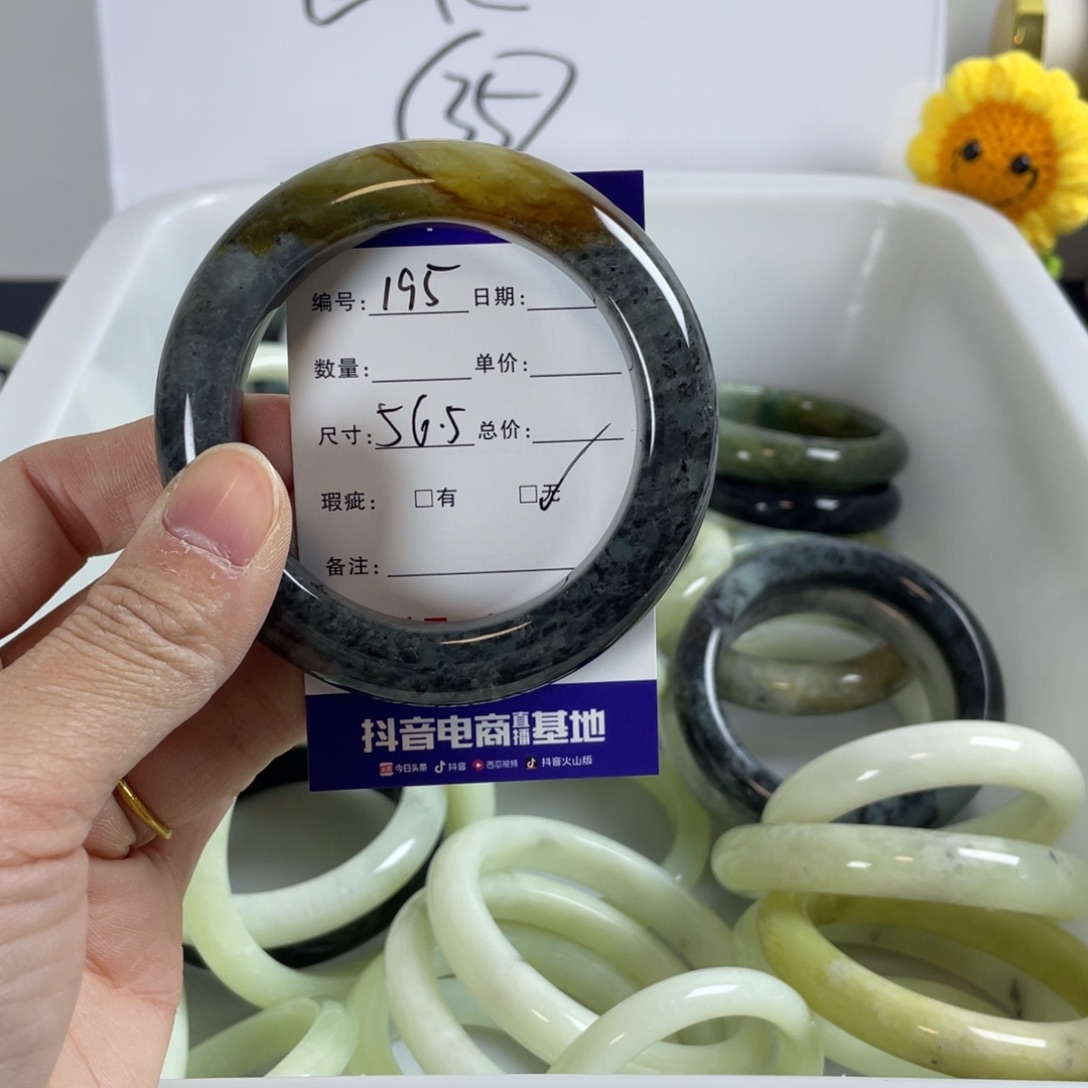 (35)
编号: 195 日期:
数量: 单价:
尺寸: 56.5 总价:
瑕疵: □有 □无 ✓
备注:
抖音电商直播基地
头条 今日头条 抖音 西瓜视频 抖音火山版